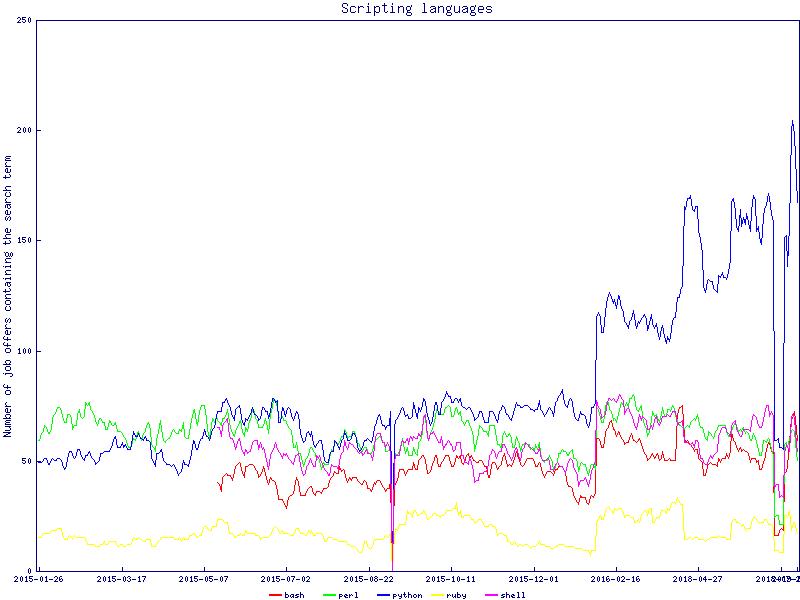 Scripting languages
Number of job offers containing the search term
250
200
150
100
50
0
2015-01-26 2015-03-17 2015-05-07 2015-07-02 2015-08-22 2015-10-11 2015-12-01 2016-02-16 2018-04-27
bash perl python ruby shell